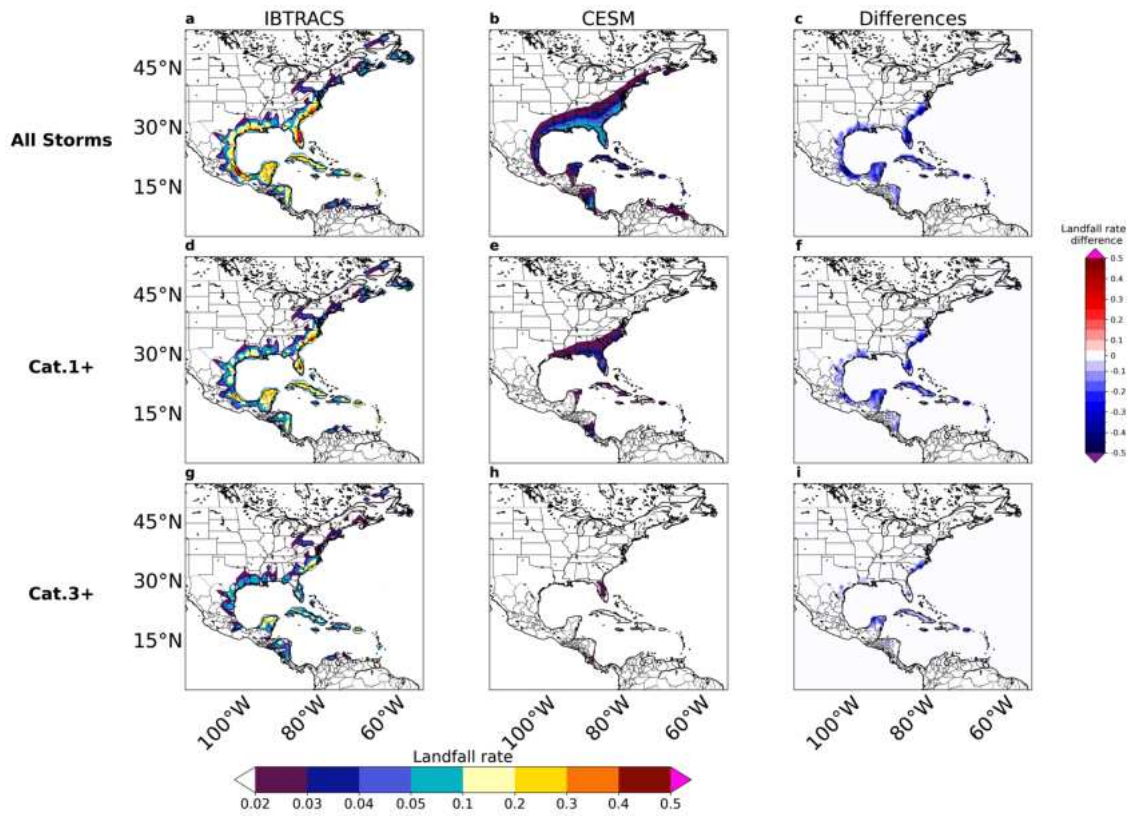 a IBTRACS b CESM c Differences
45°N
30°N
15°N
All Storms
d e f
45°N
30°N
15°N
Cat.1+
Landfall rate
difference
0.5
0.4
0.3
0.2
0.1
0
-0.1
-0.2
-0.3
-0.4
-0.5
g h i
45°N
30°N
15°N
Cat.3+
100°W 80°W 60°W 100°W 80°W 60°W 100°W 80°W 60°W
Landfall rate
0.02 0.03 0.04 0.05 0.1 0.2 0.3 0.4 0.5